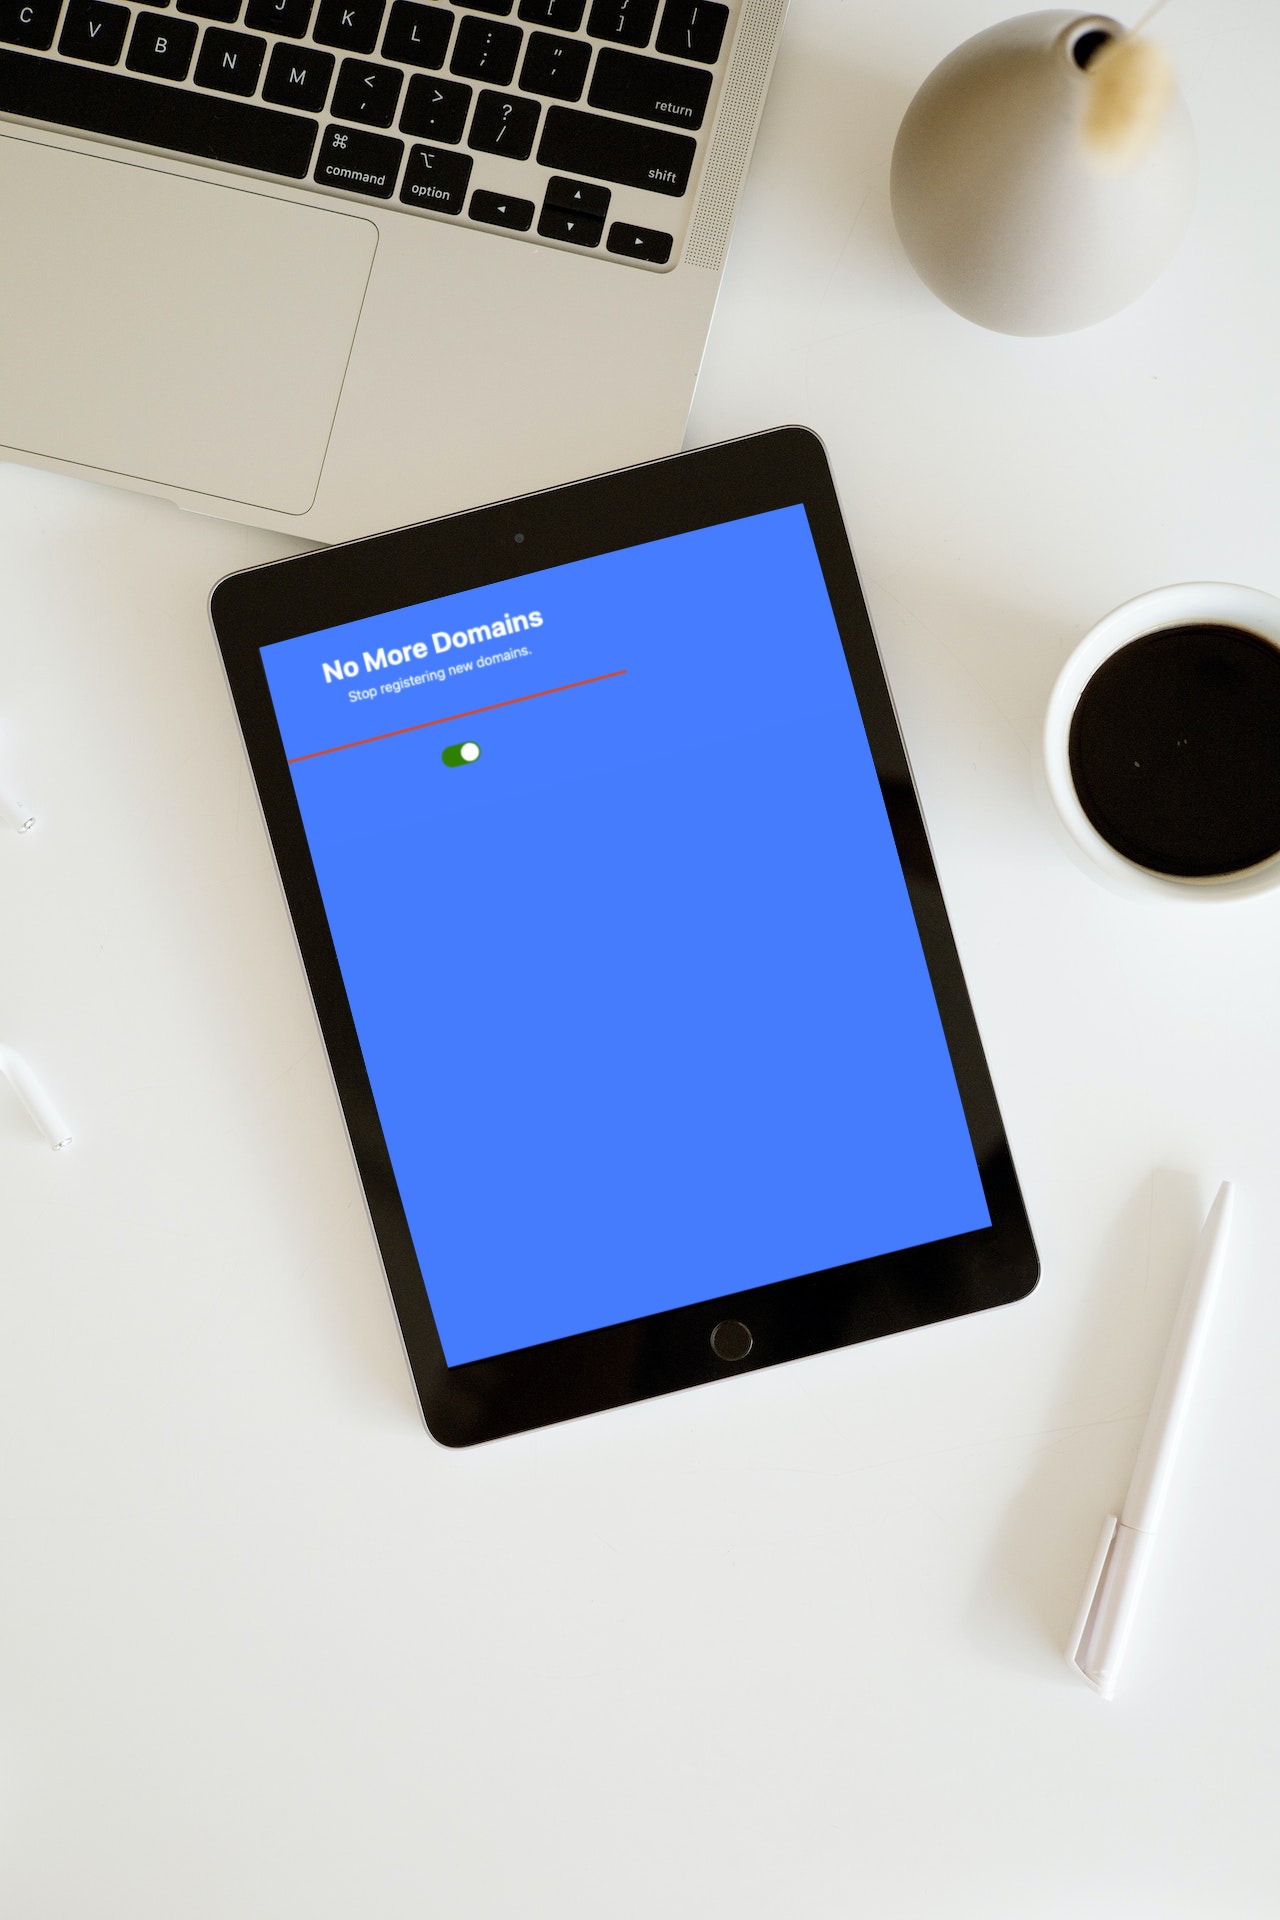 J K L [ { ] } \ |
C V B N M < , > . ? / : ; " ' return
⌘ command ⌥ option shift
◄ ▲ ▼ ►
No More Domains
Stop registering new domains.